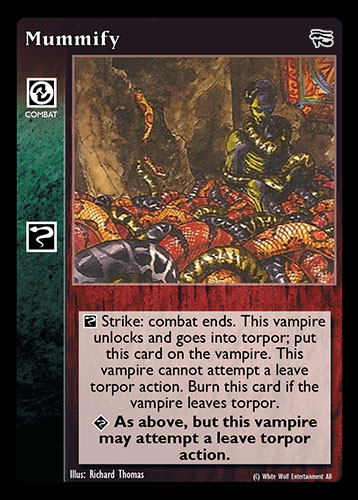 Mummify
COMBAT
Strike: combat ends. This vampire
unlocks and goes into torpor; put
this card on the vampire. This
vampire cannot attempt a leave
torpor action. Burn this card if the
vampire leaves torpor.
As above, but this vampire
may attempt a leave torpor
action.
Illus: Richard Thomas
(C) White Wolf Entertainment AB